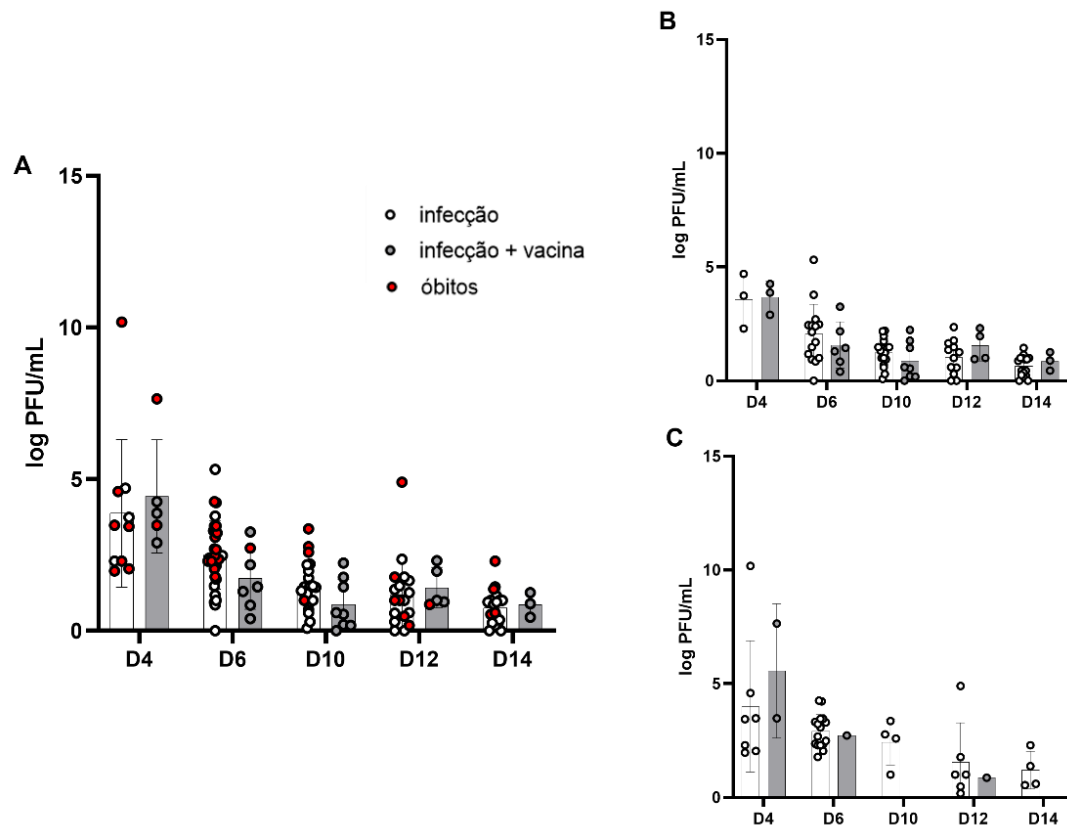 A
log PFU/mL
15
10
5
0
D4 D6 D10 D12 D14
infecção
infecção + vacina
óbitos
B
log PFU/mL
15
10
5
0
D4 D6 D10 D12 D14
C
log PFU/mL
15
10
5
0
D4 D6 D10 D12 D14